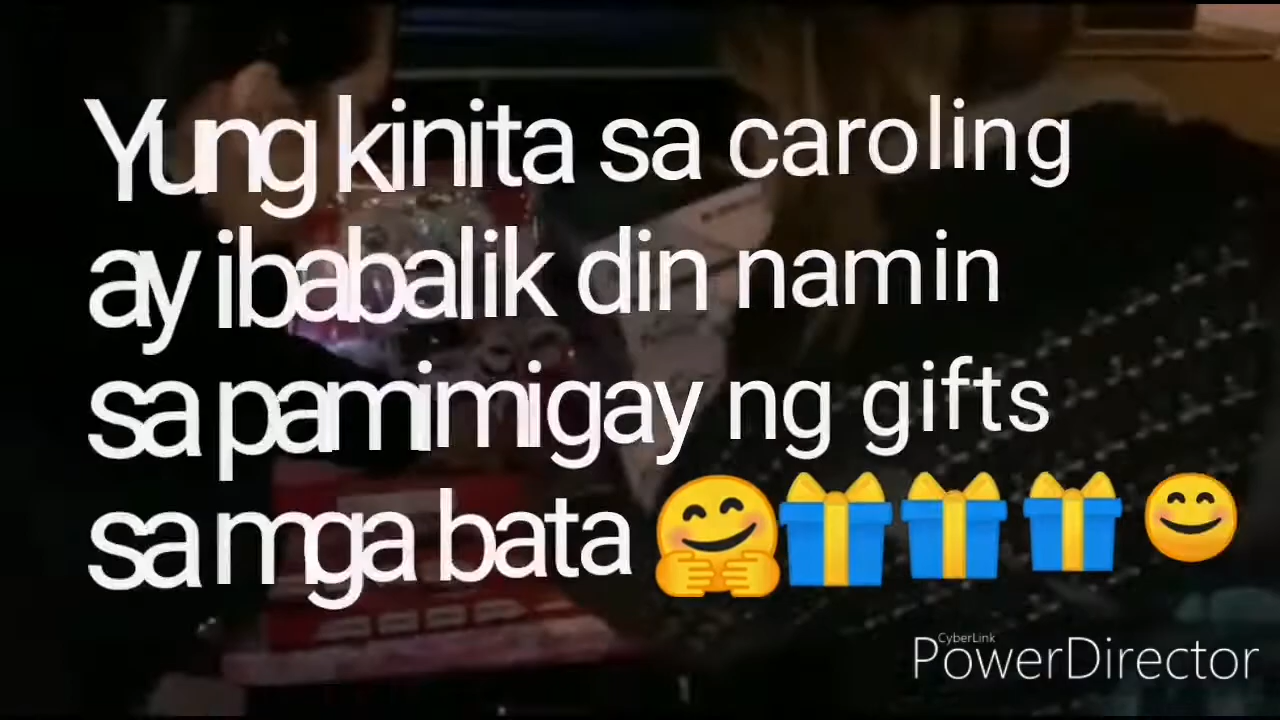 Yung kinita sa caroling
ay ibabalik din namin
sa pamimigay ng gifts
sa mga bata 🤗🎁🎁🎁😊
CyberLink
PowerDirector